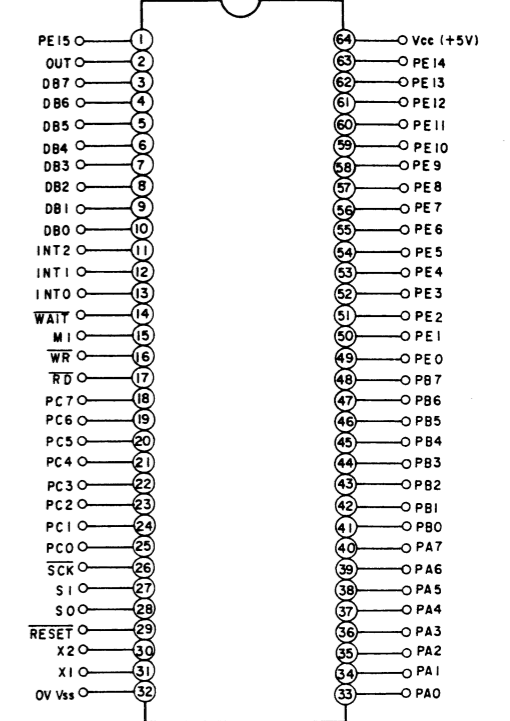 PE15 1 64 Vcc (+5V)
OUT 2 63 PE14
DB7 3 62 PE13
DB6 4 61 PE12
DB5 5 60 PE11
DB4 6 59 PE10
DB3 7 58 PE9
DB2 8 57 PE8
DB1 9 56 PE7
DB0 10 55 PE6
INT2 11 54 PE5
INT1 12 53 PE4
INT0 13 52 PE3
W̅A̅I̅T̅ 14 51 PE2
M1 15 50 PE1
W̅R̅ 16 49 PE0
R̅D̅ 17 48 PB7
PC7 18 47 PB6
PC6 19 46 PB5
PC5 20 45 PB4
PC4 21 44 PB3
PC3 22 43 PB2
PC2 23 42 PB1
PC1 24 41 PB0
PC0 25 40 PA7
S̅C̅K̅ 26 39 PA6
SI 27 38 PA5
SO 28 37 PA4
R̅E̅S̅E̅T̅ 29 36 PA3
X2 30 35 PA2
X1 31 34 PA1
0V Vss 32 33 PA0